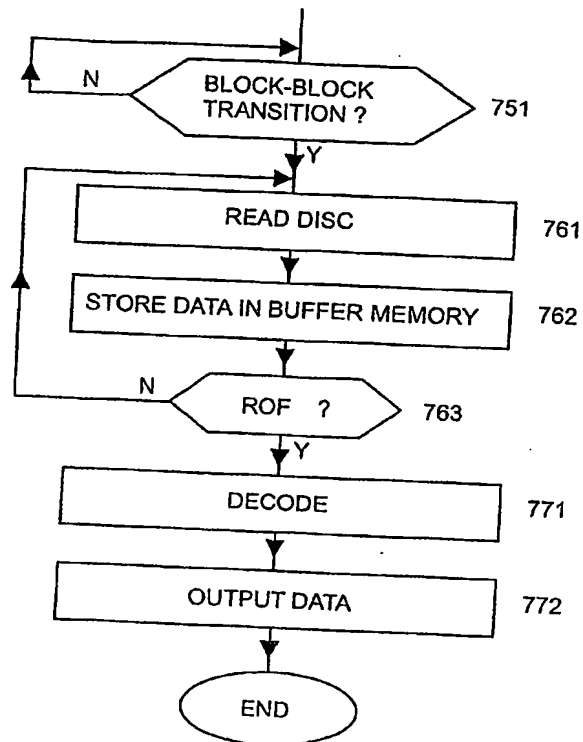 BLOCK-BLOCK
TRANSITION ?
N
751
Y
READ DISC
761
STORE DATA IN BUFFER MEMORY
762
N
ROF ?
763
Y
DECODE
771
OUTPUT DATA
772
END